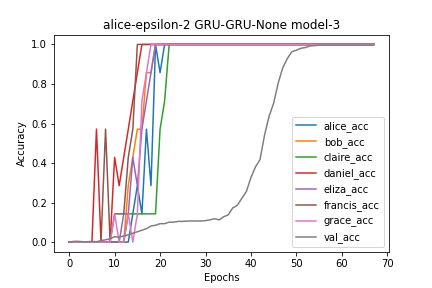 alice-epsilon-2 GRU-GRU-None model-3
Accuracy
1.0
0.8
0.6
0.4
0.2
0.0
0 10 20 30 40 50 60 70
Epochs
alice_acc
bob_acc
claire_acc
daniel_acc
eliza_acc
francis_acc
grace_acc
val_acc